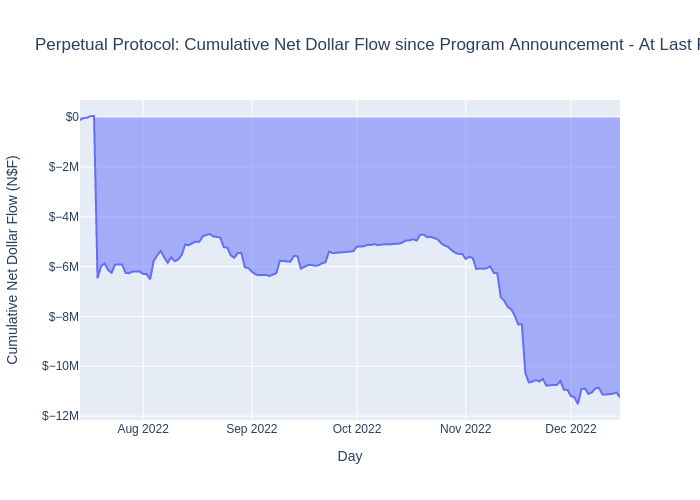 Perpetual Protocol: Cumulative Net Dollar Flow since Program Announcement - At Last
Cumulative Net Dollar Flow (N$F)
$0
$−2M
$−4M
$−6M
$−8M
$−10M
$−12M
Aug 2022 Sep 2022 Oct 2022 Nov 2022 Dec 2022
Day